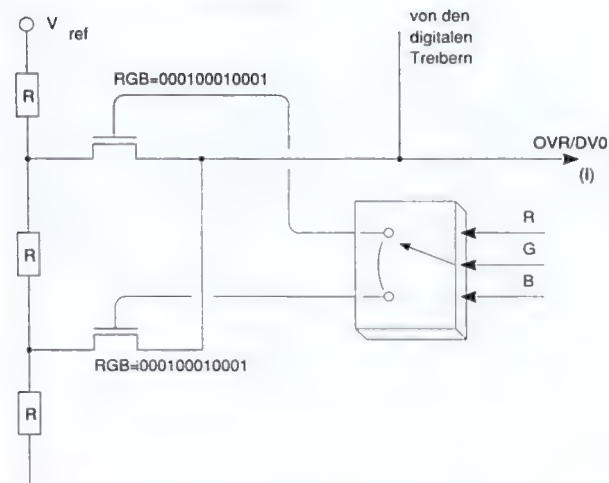 V
ref
von den
digitalen
Treibern
R
RGB=000100010001
OVR/DV0
(I)
R
G
R
B
RGB≠000100010001
R